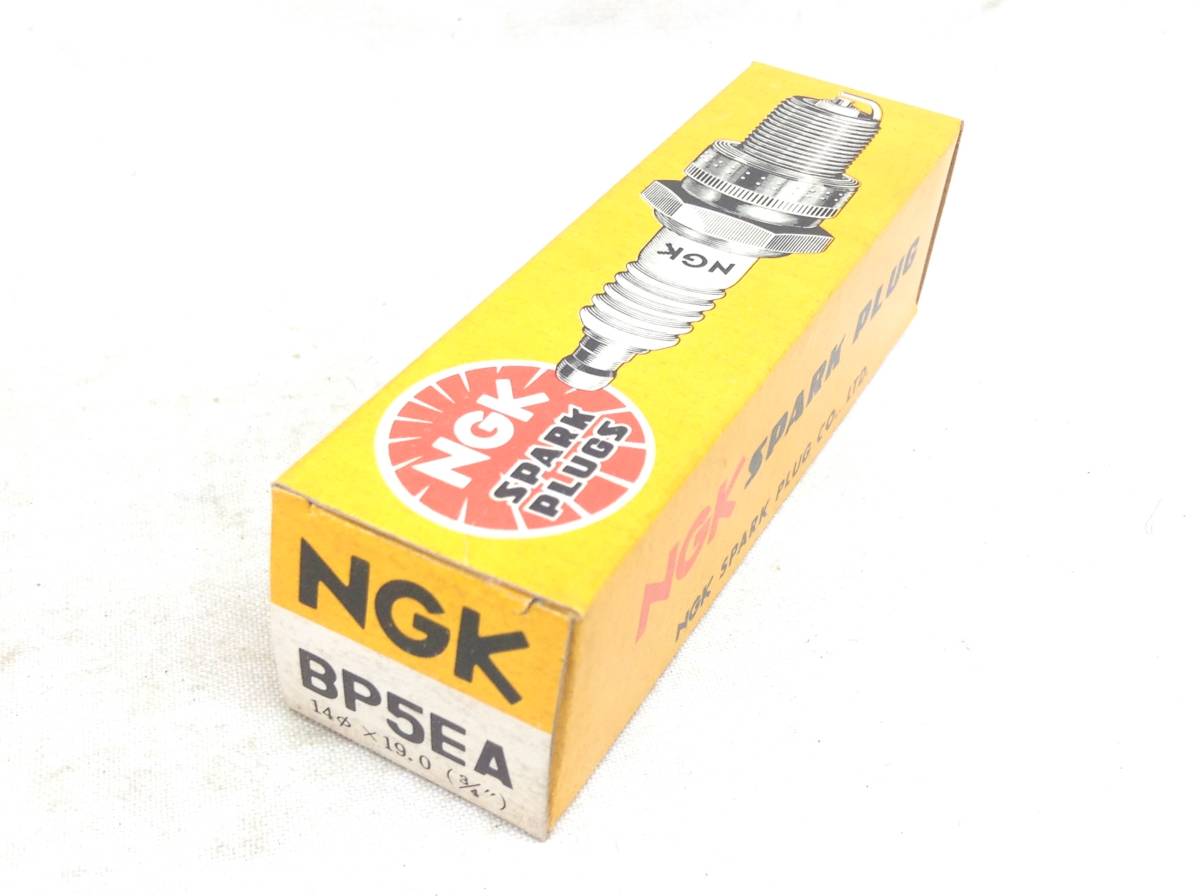 NGK
NGK
SPARK
PLUGS
NGK SPARK PLUG
NGK SPARK PLUG CO., LTD.
NGK
BP5EA
14φ × 19.0 (3/4")